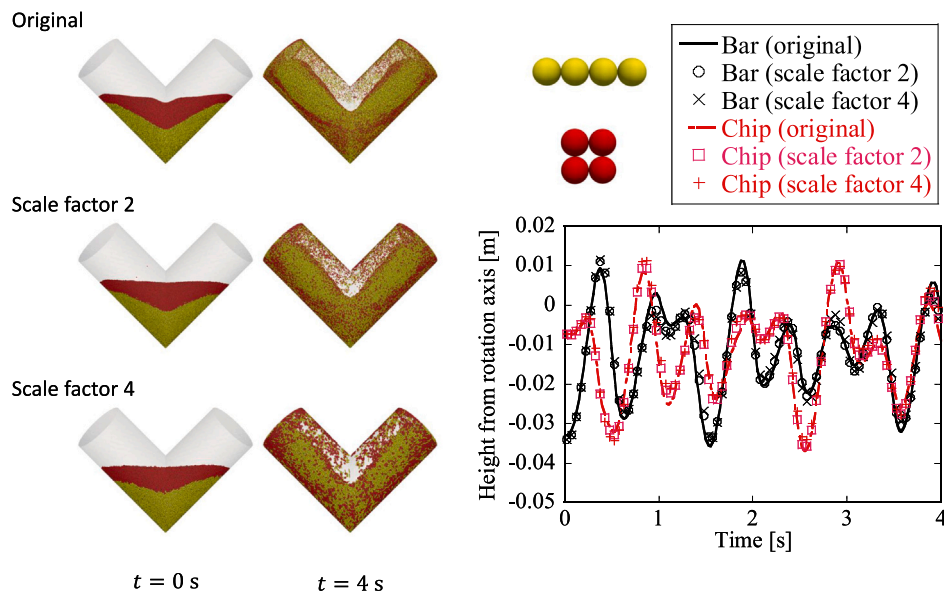 Original
Scale factor 2
Scale factor 4
t = 0 s
t = 4 s
Bar (original)
Bar (scale factor 2)
Bar (scale factor 4)
Chip (original)
Chip (scale factor 2)
Chip (scale factor 4)
Height from rotation axis [m]
0.02
0.01
0
-0.01
-0.02
-0.03
-0.04
-0.05
0 1 2 3 4
Time [s]